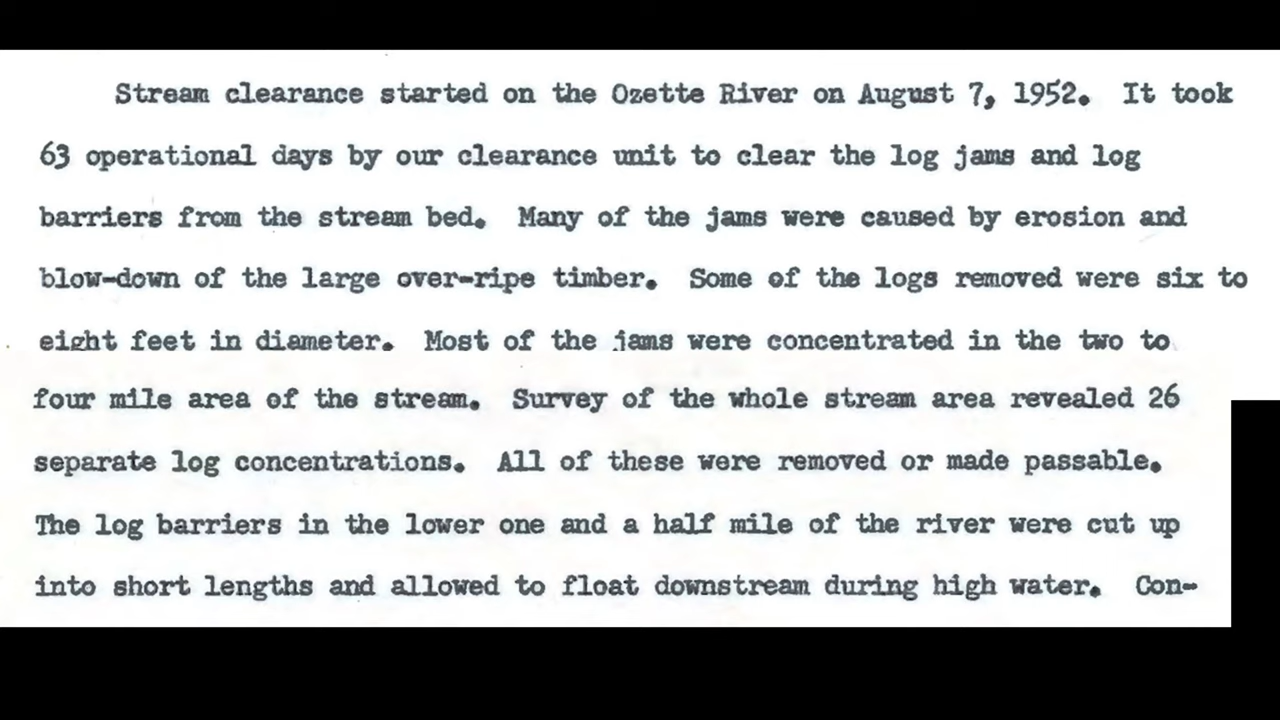 Stream clearance started on the Ozette River on August 7, 1952. It took
63 operational days by our clearance unit to clear the log jams and log
barriers from the stream bed. Many of the jams were caused by erosion and
blow-down of the large over-ripe timber. Some of the logs removed were six to
eight feet in diameter. Most of the jams were concentrated in the two to
four mile area of the stream. Survey of the whole stream area revealed 26
separate log concentrations. All of these were removed or made passable.
The log barriers in the lower one and a half mile of the river were cut up
into short lengths and allowed to float downstream during high water. Con-